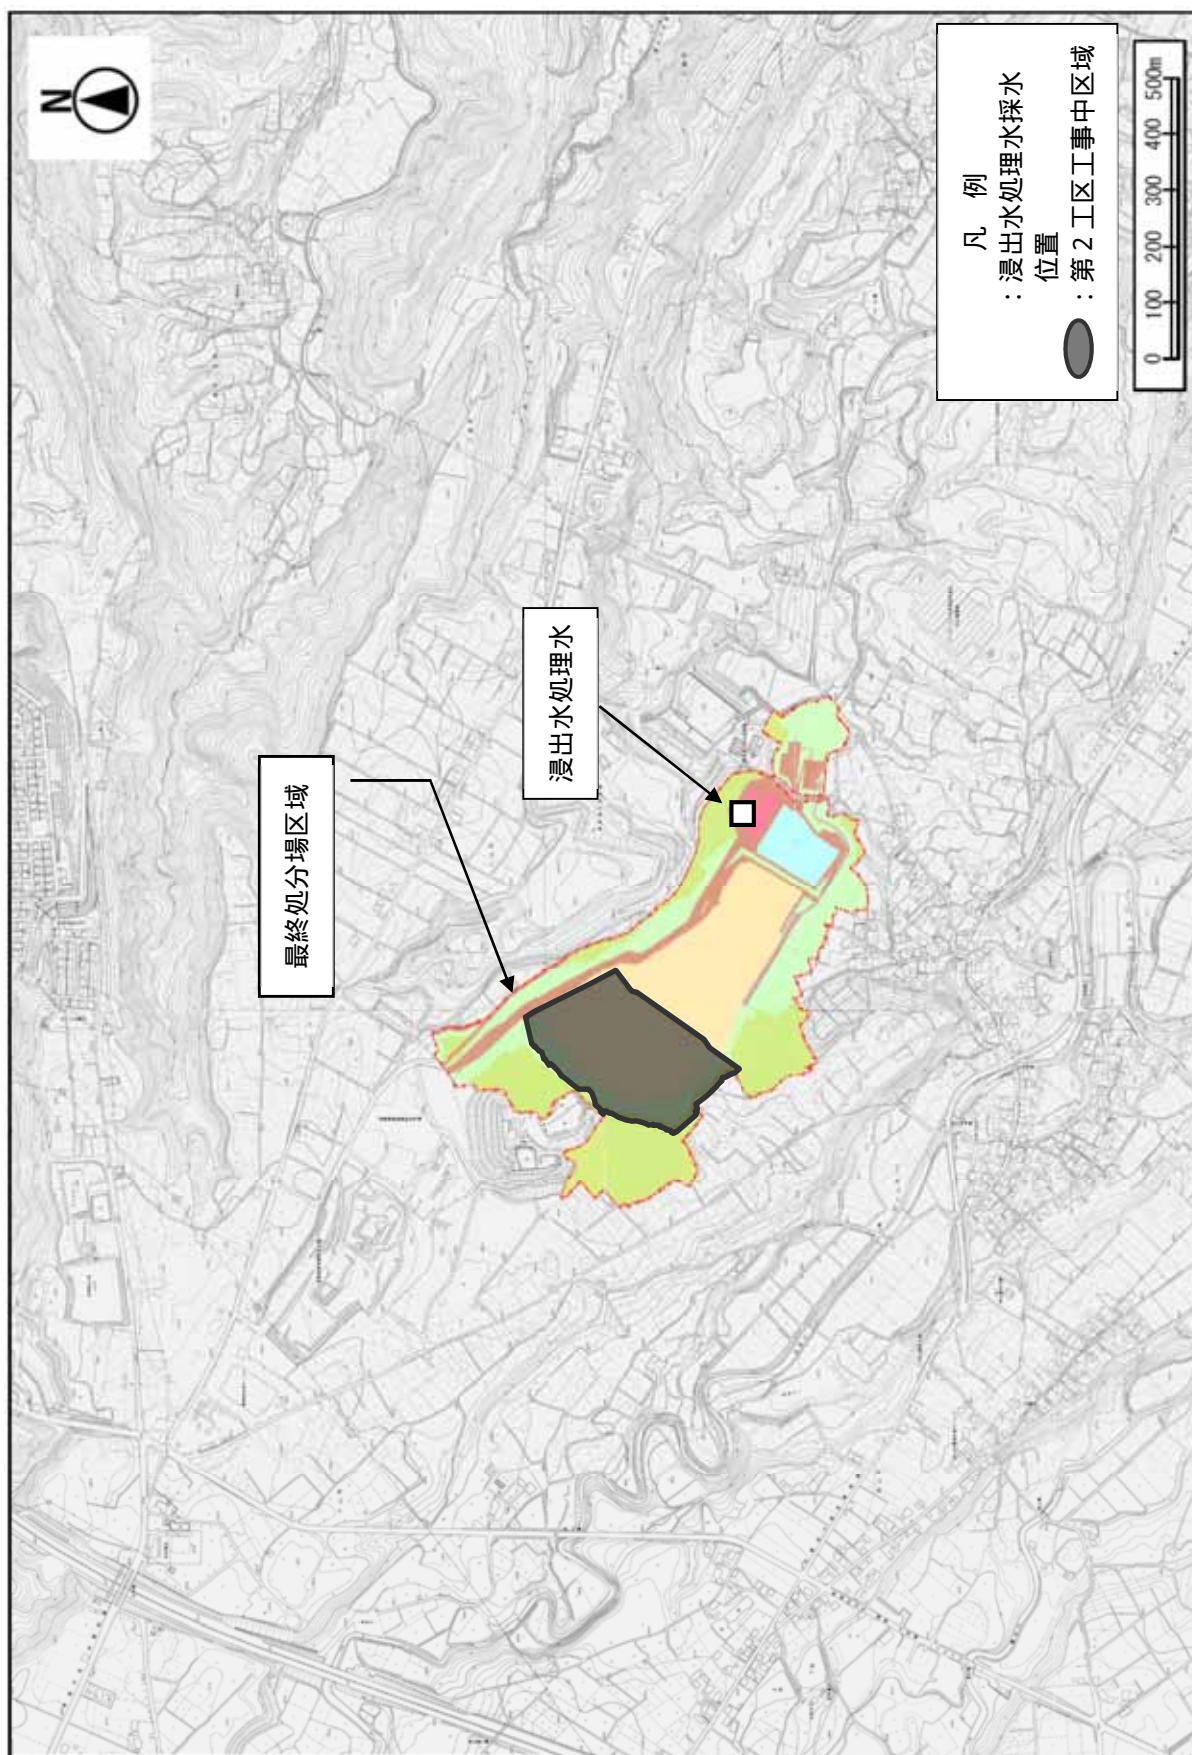 N
最終処分場区域
浸出水処理水
凡 例
：浸出水処理水採水
位置
：第２工区工事中区域
0 100 200 300 400 500m